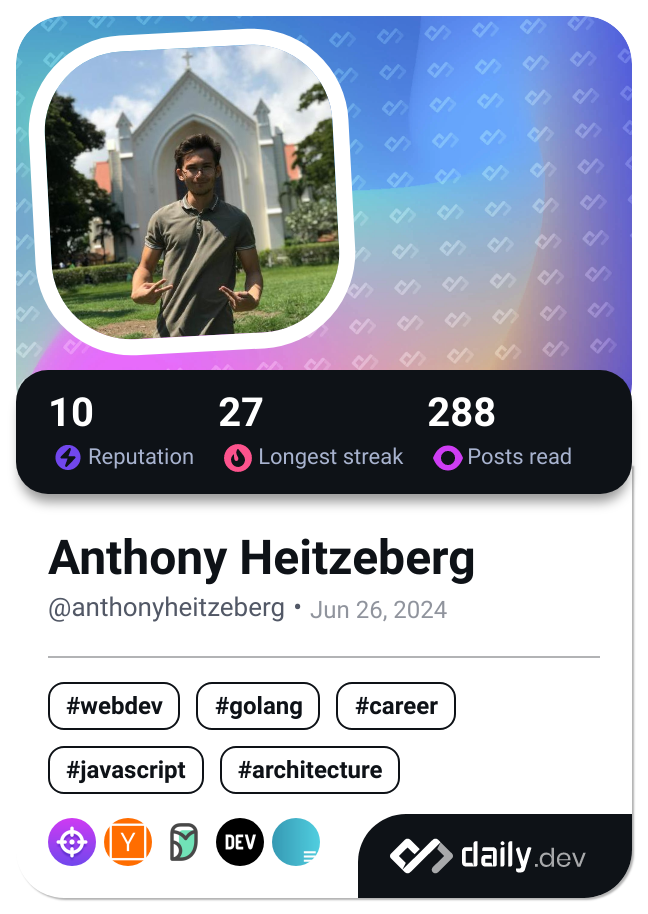 10 27 288
Reputation Longest streak Posts read
Anthony Heitzeberg
@anthonyheitzeberg • Jun 26, 2024
#webdev #golang #career
#javascript #architecture
Y DEV
daily.dev